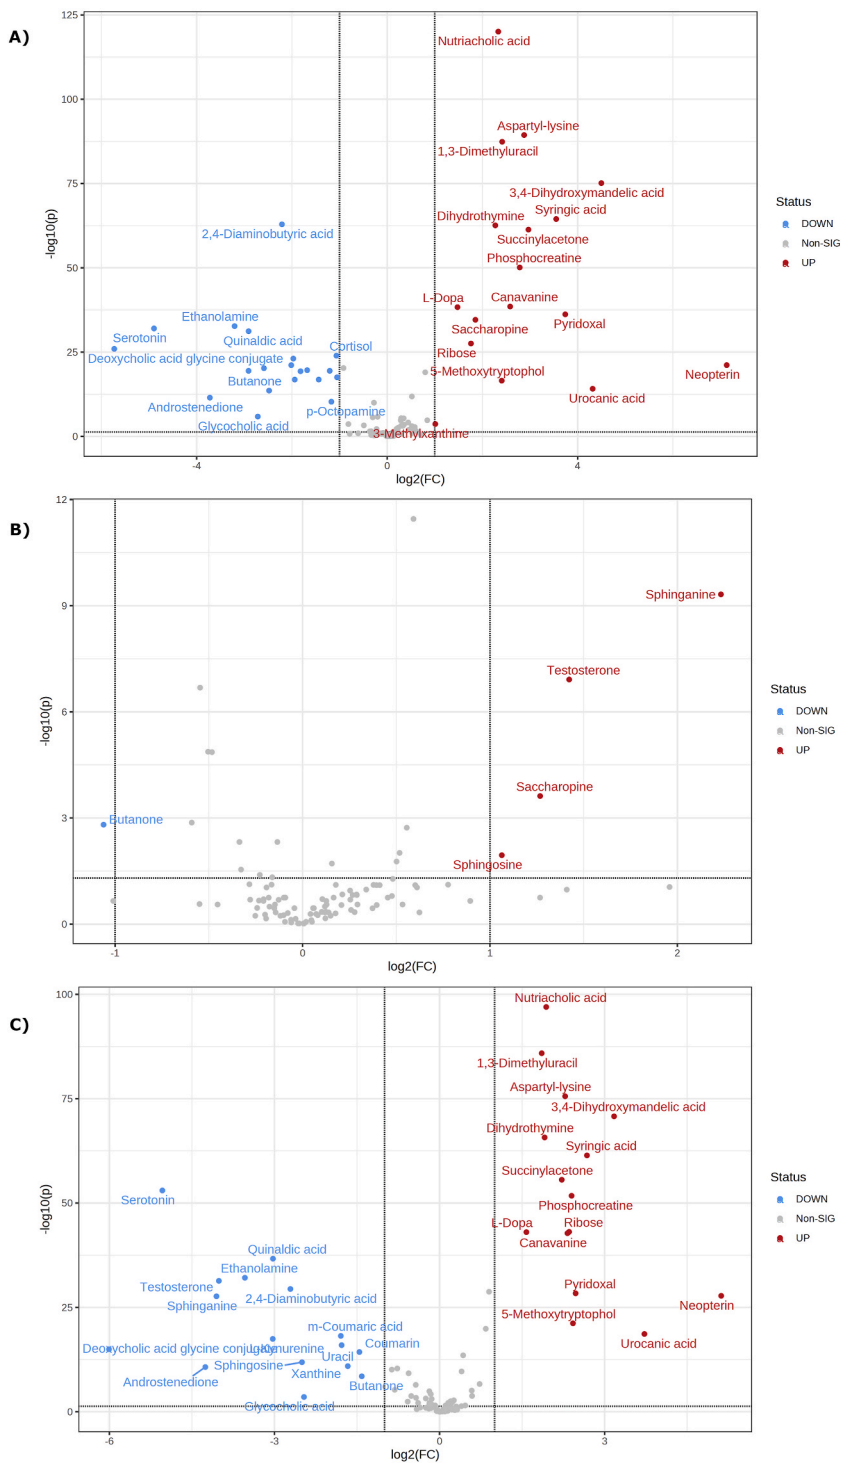 A)
125
100
75
50
25
0
-4
0
4
-log10(p)
log2(FC)
Nutriacholic acid
Aspartyl-lysine
1,3-Dimethyluracil
3,4-Dihydroxymandelic acid
Syringic acid
Dihydrothymine
Succinylacetone
2,4-Diaminobutyric acid
Phosphocreatine
L-Dopa
Canavanine
Ethanolamine
Pyridoxal
Saccharopine
Serotonin
Quinaldic acid
Cortisol
Ribose
Deoxycholic acid glycine conjugate
5-Methoxytryptophol
Neopterin
Butanone
Urocanic acid
Androstenedione
p-Octopamine
Glycocholic acid
3-Methylxanthine
Status
DOWN
Non-SIG
UP
B)
12
9
6
3
0
-1
0
1
2
-log10(p)
log2(FC)
Sphinganine
Testosterone
Saccharopine
Butanone
Sphingosine
Status
DOWN
Non-SIG
UP
C)
100
75
50
25
0
-6
-3
0
3
-log10(p)
log2(FC)
Nutriacholic acid
1,3-Dimethyluracil
Aspartyl-lysine
3,4-Dihydroxymandelic acid
Dihydrothymine
Syringic acid
Succinylacetone
Serotonin
Phosphocreatine
L-Dopa
Ribose
Canavanine
Quinaldic acid
Ethanolamine
Testosterone
2,4-Diaminobutyric acid
Sphinganine
Pyridoxal
Neopterin
5-Methoxytryptophol
m-Coumaric acid
Coumarin
Urocanic acid
Deoxycholic acid glycine conjugate
L-Kynurenine
Uracil
Sphingosine
Xanthine
Androstenedione
Butanone
Glycocholic acid
Status
DOWN
Non-SIG
UP